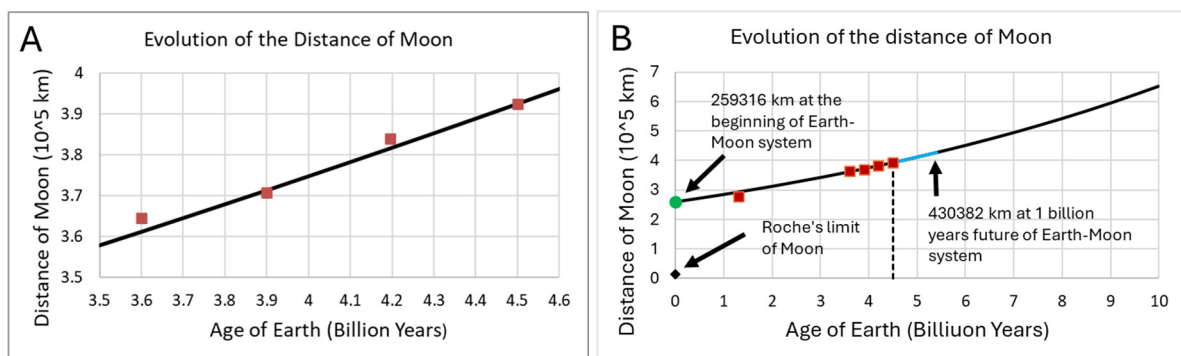 A
Evolution of the Distance of Moon
Distance of Moon (10^5 km)
4
3.9
3.8
3.7
3.6
3.5
3.5 3.6 3.7 3.8 3.9 4 4.1 4.2 4.3 4.4 4.5 4.6
Age of Earth (Billion Years)
B
Evolution of the distance of Moon
Distance of Moon (10^5 km)
7
6
5
4
3
2
1
0
259316 km at the
beginning of Earth-
Moon system
Roche's limit
of Moon
430382 km at 1 billion
years future of Earth-Moon
system
0 1 2 3 4 5 6 7 8 9 10
Age of Earth (Billiuon Years)